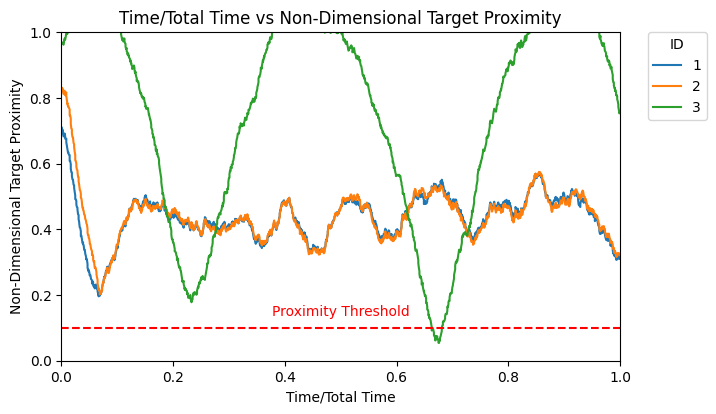 Time/Total Time vs Non-Dimensional Target Proximity
ID
1
2
3
Non-Dimensional Target Proximity
1.0
0.8
0.6
0.4
0.2
0.0
Proximity Threshold
0.0 0.2 0.4 0.6 0.8 1.0
Time/Total Time